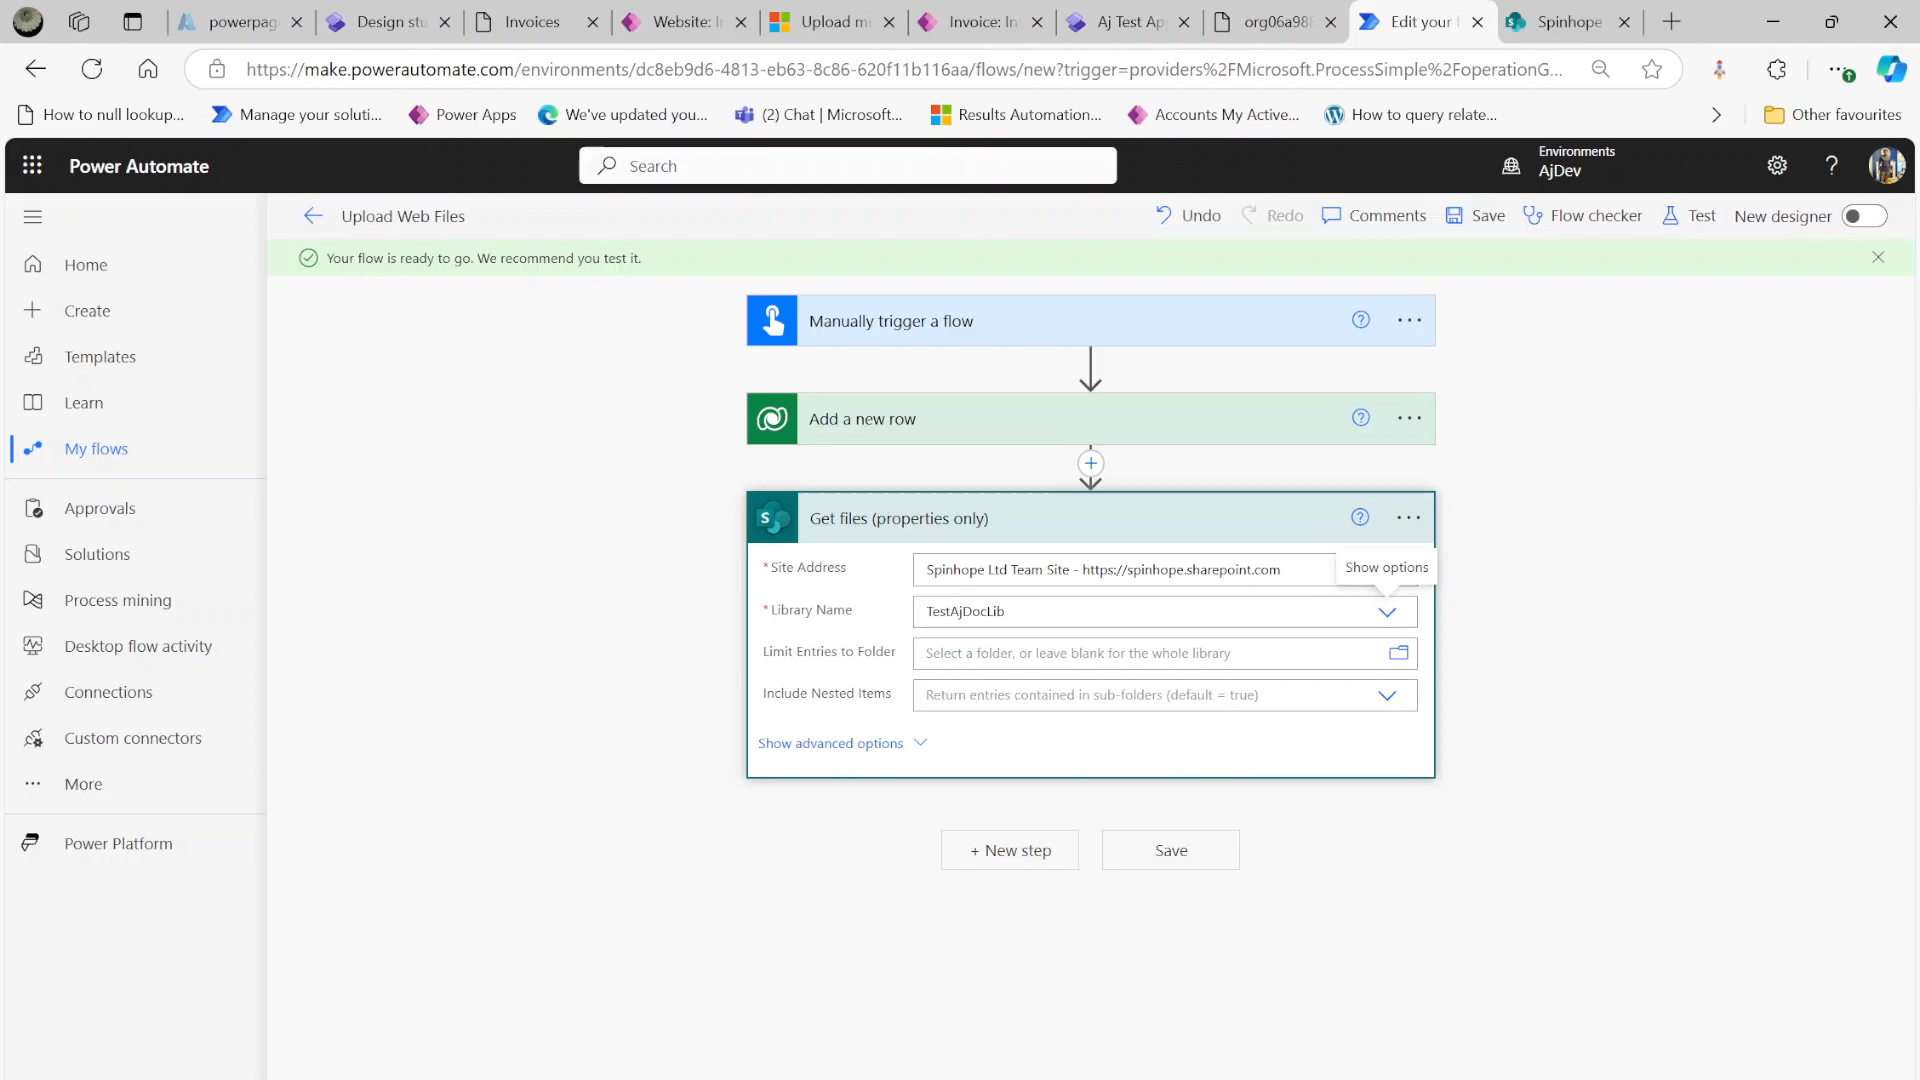 powerpag
Design stu
Invoices
Website: I
Upload mu
Invoice: In
Aj Test Ap
org06a988
Edit your f
Spinhope
https://make.powerautomate.com/environments/dc8eb9d6-4813-eb63-8c86-620f11b116aa/flows/new?trigger=providers%2FMicrosoft.ProcessSimple%2FoperationG...
How to null lookup...
Manage your soluti...
Power Apps
We've updated you...
(2) Chat | Microsoft...
Results Automation...
Accounts My Active...
How to query relate...
Other favourites
Power Automate
Search
Environments
AjDev
Upload Web Files
Undo
Redo
Comments
Save
Flow checker
Test
New designer
Your flow is ready to go. We recommend you test it.
Home
Create
Templates
Learn
My flows
Approvals
Solutions
Process mining
Desktop flow activity
Connections
Custom connectors
More
Power Platform
Manually trigger a flow
Add a new row
Get files (properties only)
* Site Address
Spinhope Ltd Team Site - https://spinhope.sharepoint.com
Show options
* Library Name
TestAjDocLib
Limit Entries to Folder
Select a folder, or leave blank for the whole library
Include Nested Items
Return entries contained in sub-folders (default = true)
Show advanced options
+ New step
Save